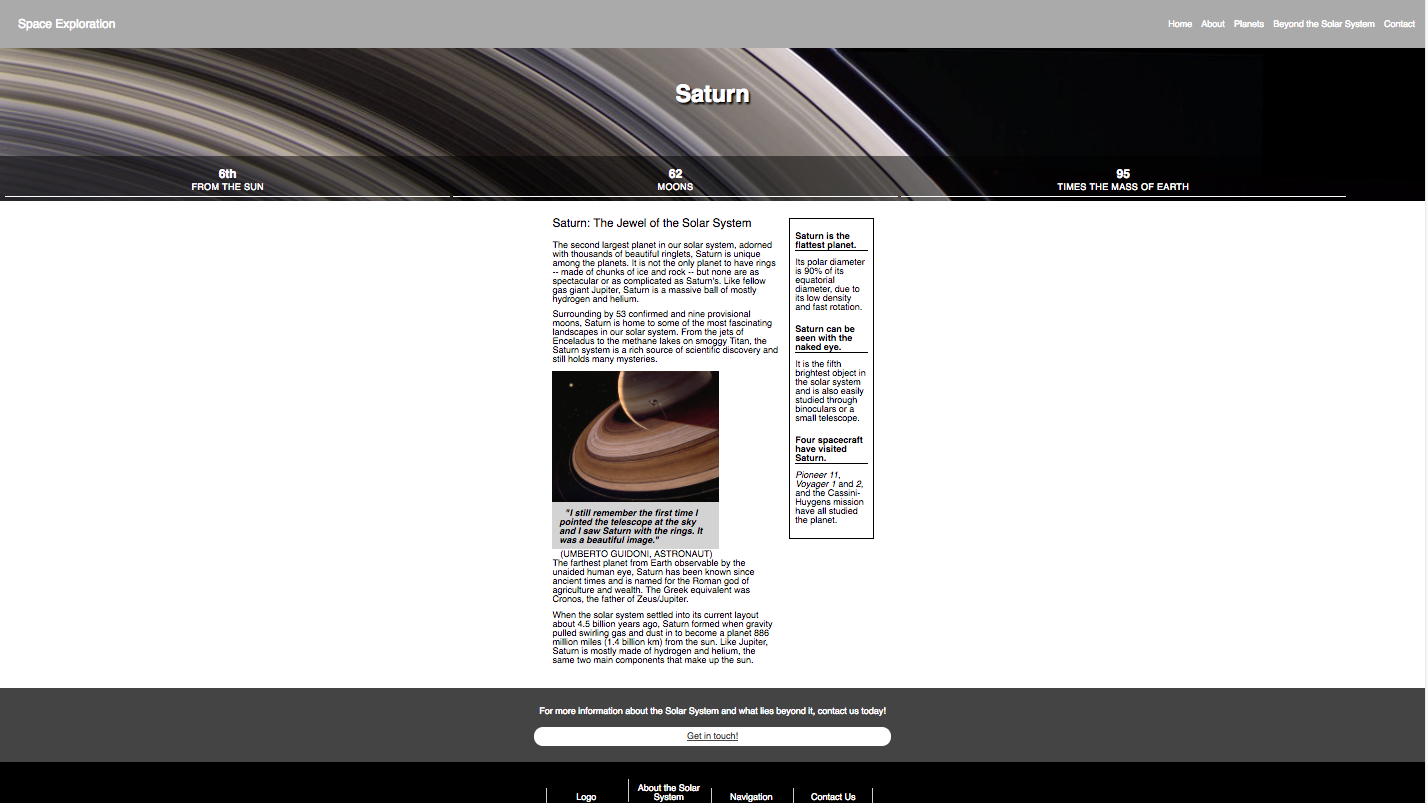 Space Exploration
Home About Planets Beyond the Solar System Contact
Saturn
6th
FROM THE SUN
62
MOONS
95
TIMES THE MASS OF EARTH
Saturn: The Jewel of the Solar System
The second largest planet in our solar system, adorned
with thousands of beautiful ringlets, Saturn is unique
among the planets. It is not the only planet to have rings
-- made of chunks of ice and rock -- but none are as
spectacular or as complicated as Saturn's. Like fellow
gas giant Jupiter, Saturn is a massive ball of mostly
hydrogen and helium.
Surrounding by 53 confirmed and nine provisional
moons, Saturn is home to some of the most fascinating
landscapes in our solar system. From the jets of
Enceladus to the methane lakes on smoggy Titan, the
Saturn system is a rich source of scientific discovery and
still holds many mysteries.
"I still remember the first time I
pointed the telescope at the sky
and I saw Saturn with the rings. It
was a beautiful image."
(UMBERTO GUIDONI, ASTRONAUT)
The farthest planet from Earth observable by the
unaided human eye, Saturn has been known since
ancient times and is named for the Roman god of
agriculture and wealth. The Greek equivalent was
Cronos, the father of Zeus/Jupiter.
When the solar system settled into its current layout
about 4.5 billion years ago, Saturn formed when gravity
pulled swirling gas and dust in to become a planet 886
million miles (1.4 billion km) from the sun. Like Jupiter,
Saturn is mostly made of hydrogen and helium, the
same two main components that make up the sun.
Saturn is the
flattest planet.
Its polar diameter
is 90% of its
equatorial
diameter, due to
its low density
and fast rotation.
Saturn can be
seen with the
naked eye.
It is the fifth
brightest object in
the solar system
and is also easily
studied through
binoculars or a
small telescope.
Four spacecraft
have visited
Saturn.
Pioneer 11,
Voyager 1 and 2,
and the Cassini-
Huygens mission
have all studied
the planet.
For more information about the Solar System and what lies beyond it, contact us today!
Get in touch!
Logo
About the Solar
System
Navigation
Contact Us